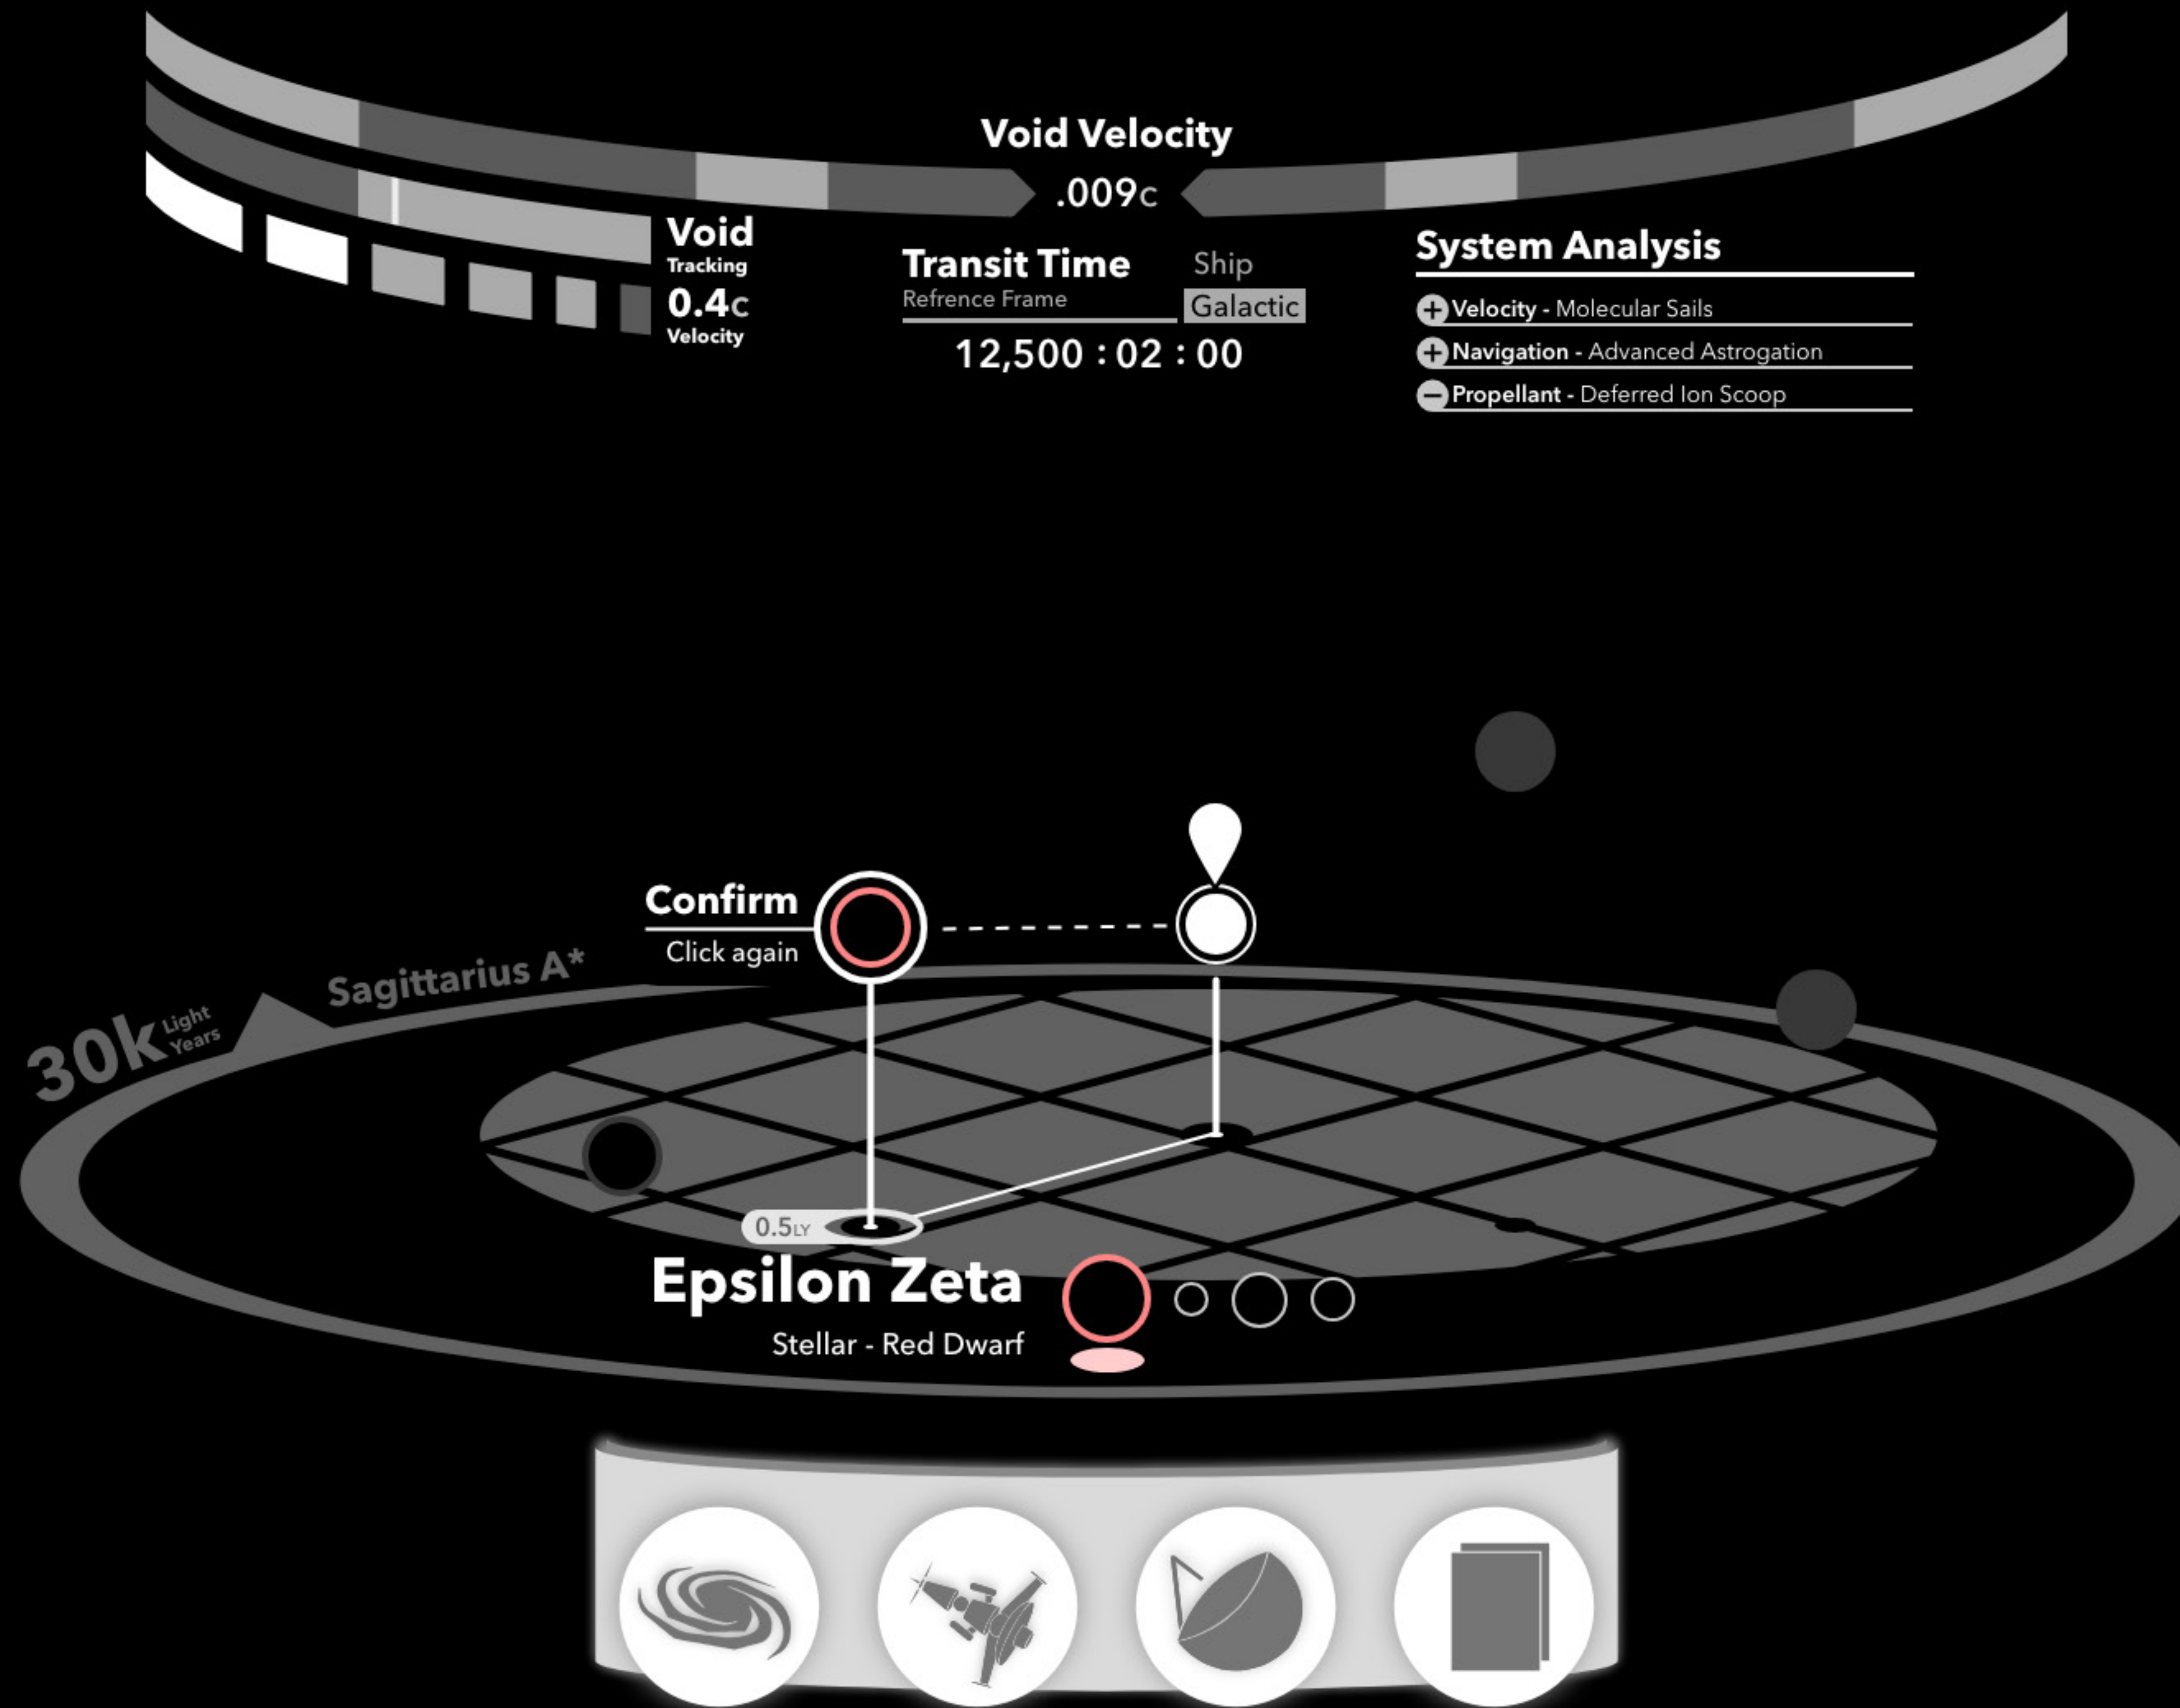 Void Velocity
.009c
Void
Tracking
0.4c
Velocity
Transit Time
Refrence Frame
Ship
Galactic
12,500 : 02 : 00
System Analysis
+ Velocity - Molecular Sails
+ Navigation - Advanced Astrogation
− Propellant - Deferred Ion Scoop
Confirm
Click again
Sagittarius A*
30k Light Years
0.5LY
Epsilon Zeta
Stellar - Red Dwarf